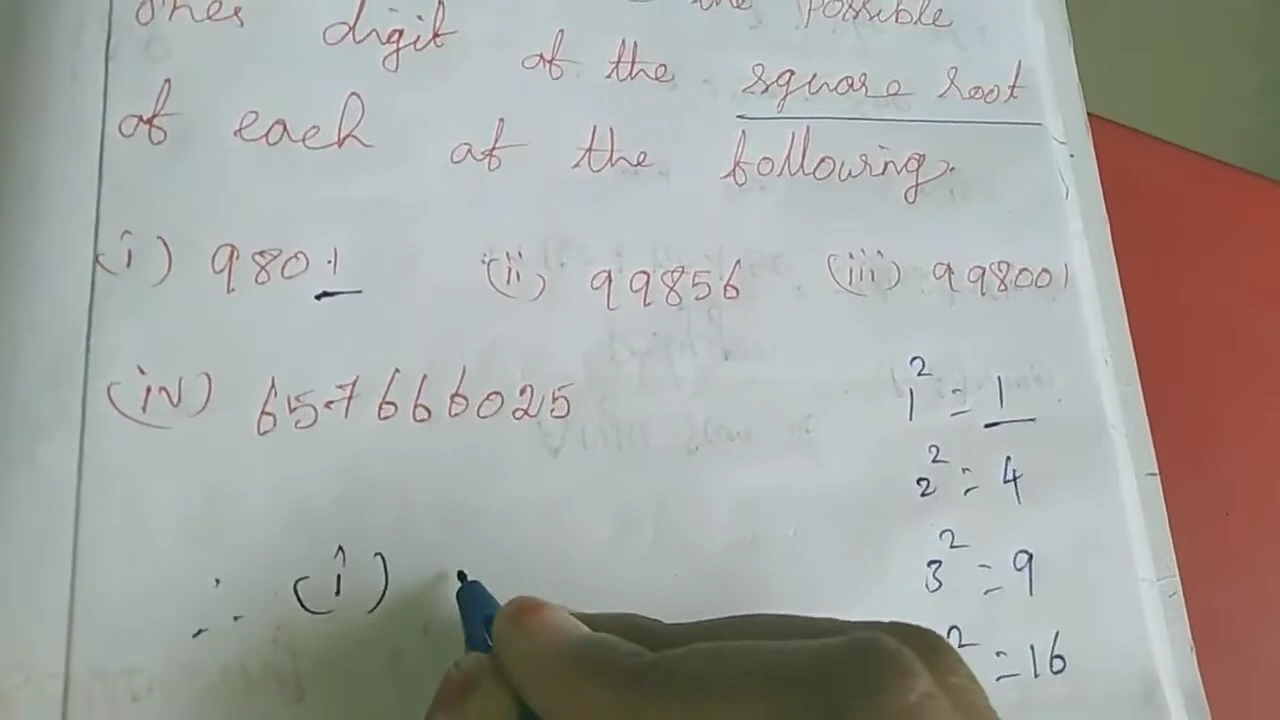 ones the possible
digit of the square root
of each of the following.
(i) 9801 (ii) 99856 (iii) 998001
(iv) 657666025
1² = 1
2² = 4
3² = 9
² = 16
∴ (i)